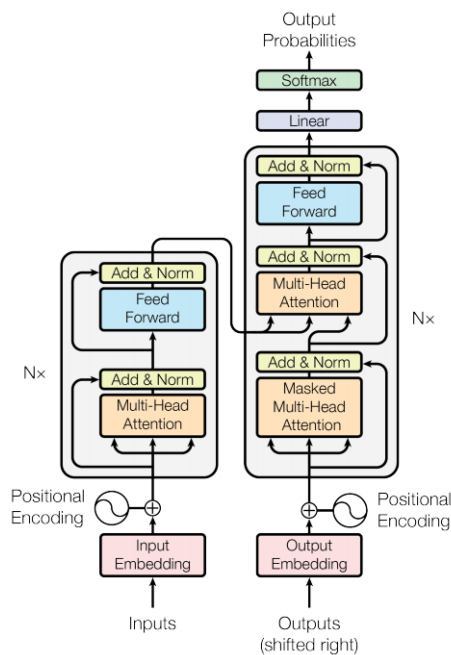 Output
Probabilities
Softmax
Linear
Add & Norm
Feed
Forward
Add & Norm
Multi-Head
Attention
Add & Norm
Masked
Multi-Head
Attention
N×
Add & Norm
Feed
Forward
Add & Norm
Multi-Head
Attention
N×
Positional
Encoding
Positional
Encoding
Input
Embedding
Output
Embedding
Inputs
Outputs
(shifted right)